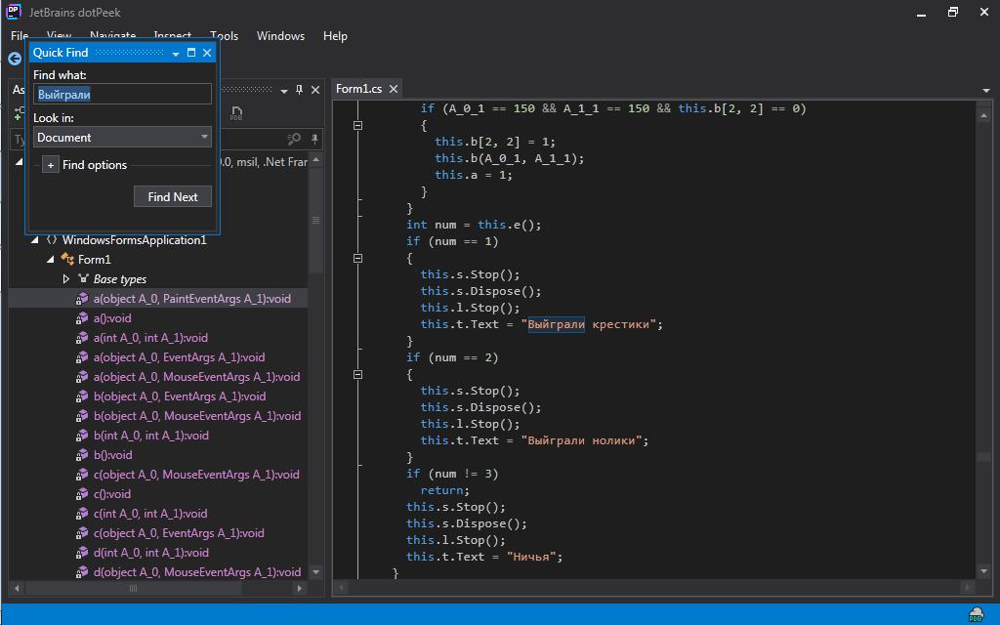 JetBrains dotPeek
File View Navigate Inspect Tools Windows Help
Quick Find
Find what:
Выйграли
Look in:
Document
Find options
Find Next
As
Ty
0.0, msil, .Net Fran
WindowsFormsApplication1
Form1
Base types
a(object A_0, PaintEventArgs A_1):void
a():void
a(int A_0, int A_1):void
a(object A_0, EventArgs A_1):void
a(object A_0, MouseEventArgs A_1):void
b(object A_0, EventArgs A_1):void
b(object A_0, MouseEventArgs A_1):void
b(int A_0, int A_1):void
b():void
c(object A_0, MouseEventArgs A_1):void
c():void
c(int A_0, int A_1):void
c(object A_0, EventArgs A_1):void
d(int A_0, int A_1):void
d(object A_0, MouseEventArgs A_1):void
Form1.cs
if (A_0_1 == 150 && A_1_1 == 150 && this.b[2, 2] == 0)
{
this.b[2, 2] = 1;
this.b(A_0_1, A_1_1);
this.a = 1;
}
}
int num = this.e();
if (num == 1)
{
this.s.Stop();
this.s.Dispose();
this.l.Stop();
this.t.Text = "Выйграли крестики";
}
if (num == 2)
{
this.s.Stop();
this.s.Dispose();
this.l.Stop();
this.t.Text = "Выйграли нолики";
}
if (num != 3)
return;
this.s.Stop();
this.s.Dispose();
this.l.Stop();
this.t.Text = "Ничья";
}